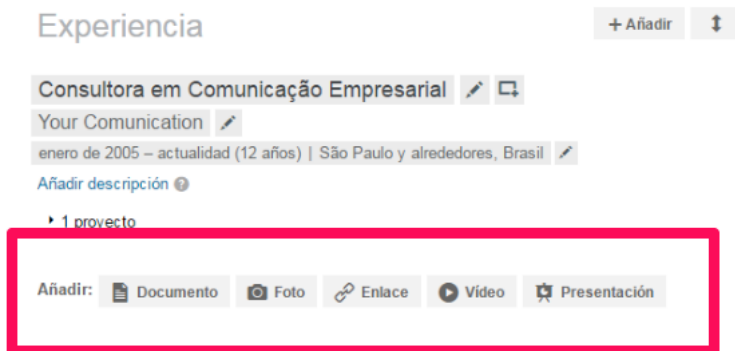 Experiencia
+ Añadir
Consultora em Comunicação Empresarial
Your Comunication
enero de 2005 – actualidad (12 años) | São Paulo y alrededores, Brasil
Añadir descripción
1 proyecto
Añadir: Documento Foto Enlace Vídeo Presentación